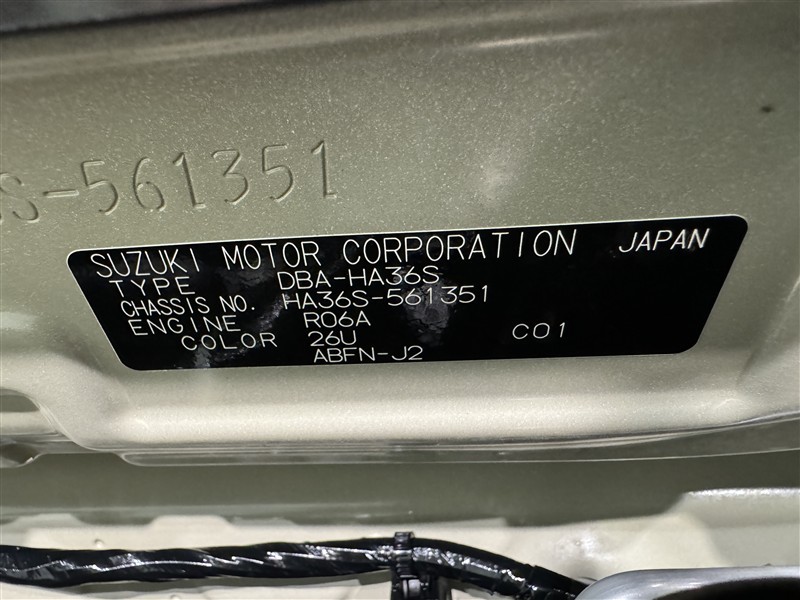 S-561351
SUZUKI MOTOR CORPORATION JAPAN
TYPE DBA-HA36S
CHASSIS NO. HA36S-561351
ENGINE R06A
COLOR 26U C01
ABFN-J2